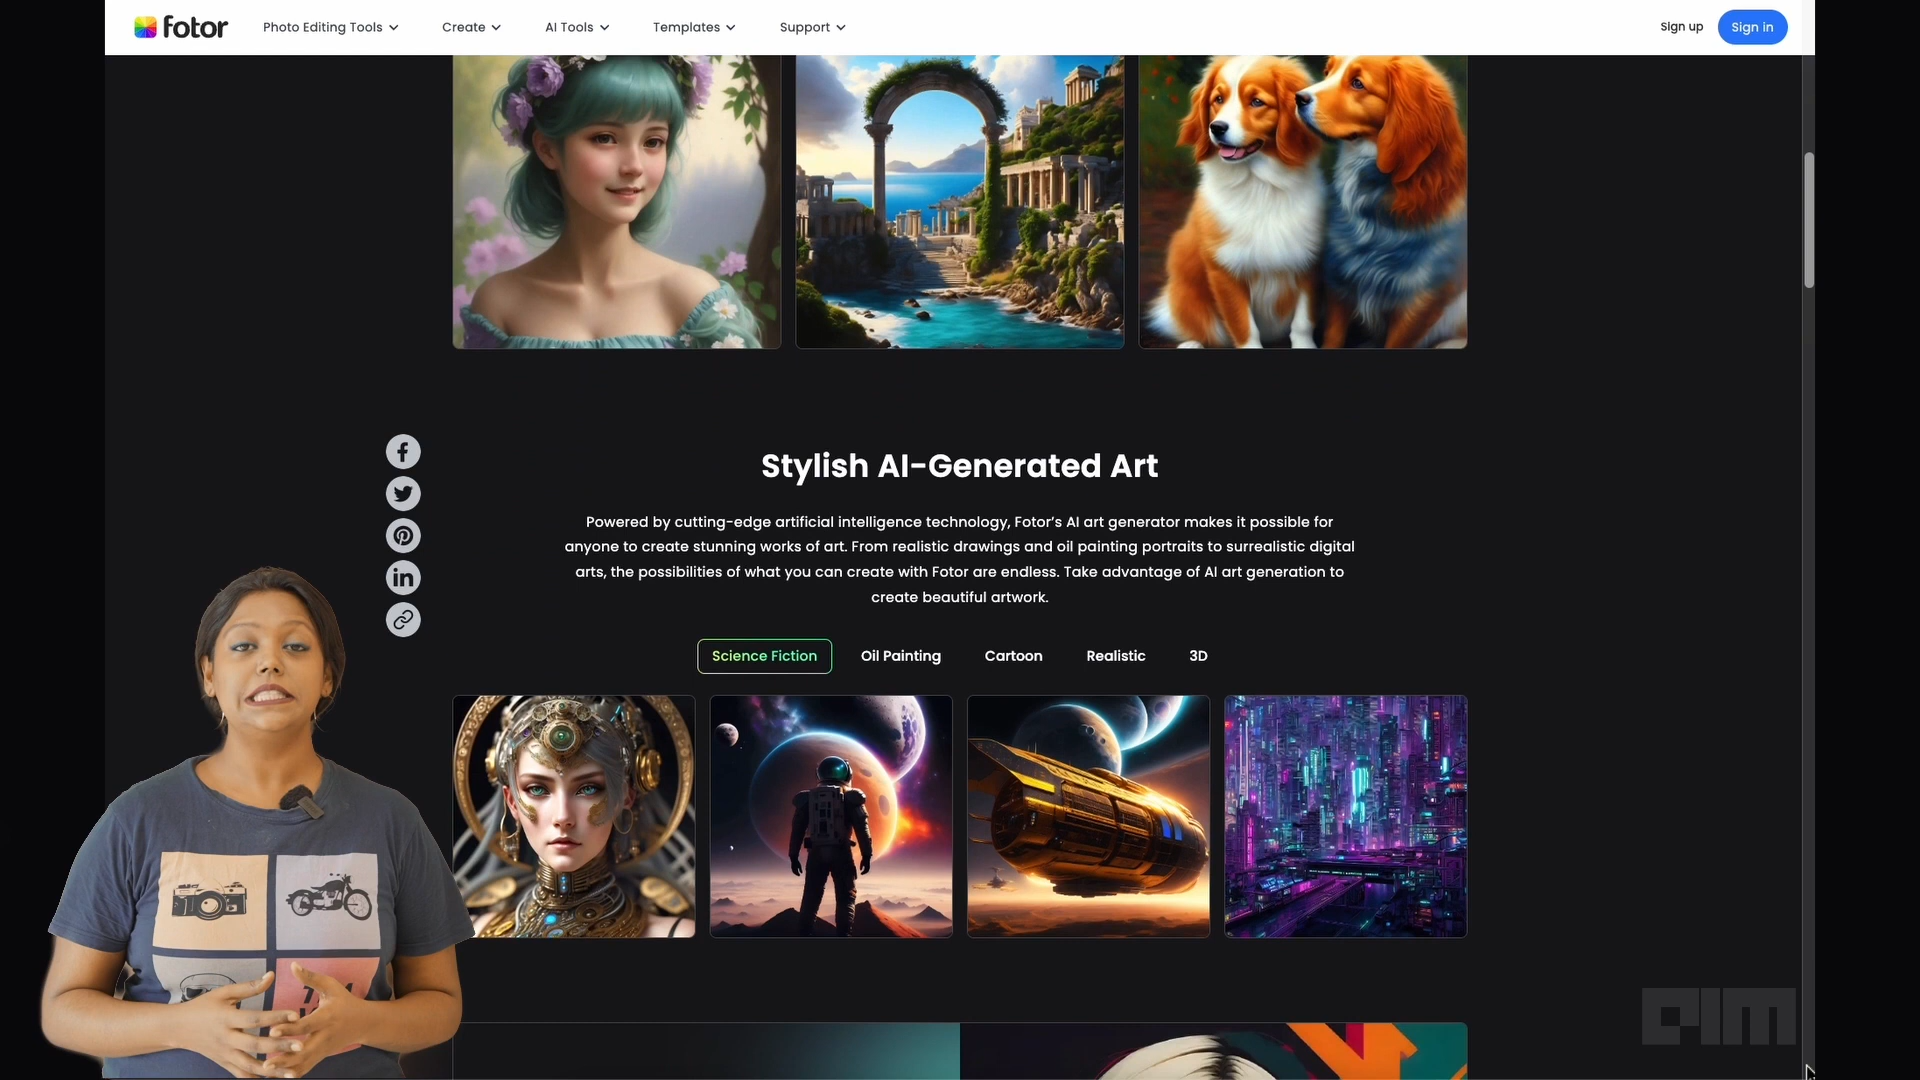 fotor
Photo Editing Tools
Create
AI Tools
Templates
Support
Sign up
Sign in
Stylish AI-Generated Art
Powered by cutting-edge artificial intelligence technology, Fotor's AI art generator makes it possible for
anyone to create stunning works of art. From realistic drawings and oil painting portraits to surrealistic digital
arts, the possibilities of what you can create with Fotor are endless. Take advantage of AI art generation to
create beautiful artwork.
Science Fiction
Oil Painting
Cartoon
Realistic
3D